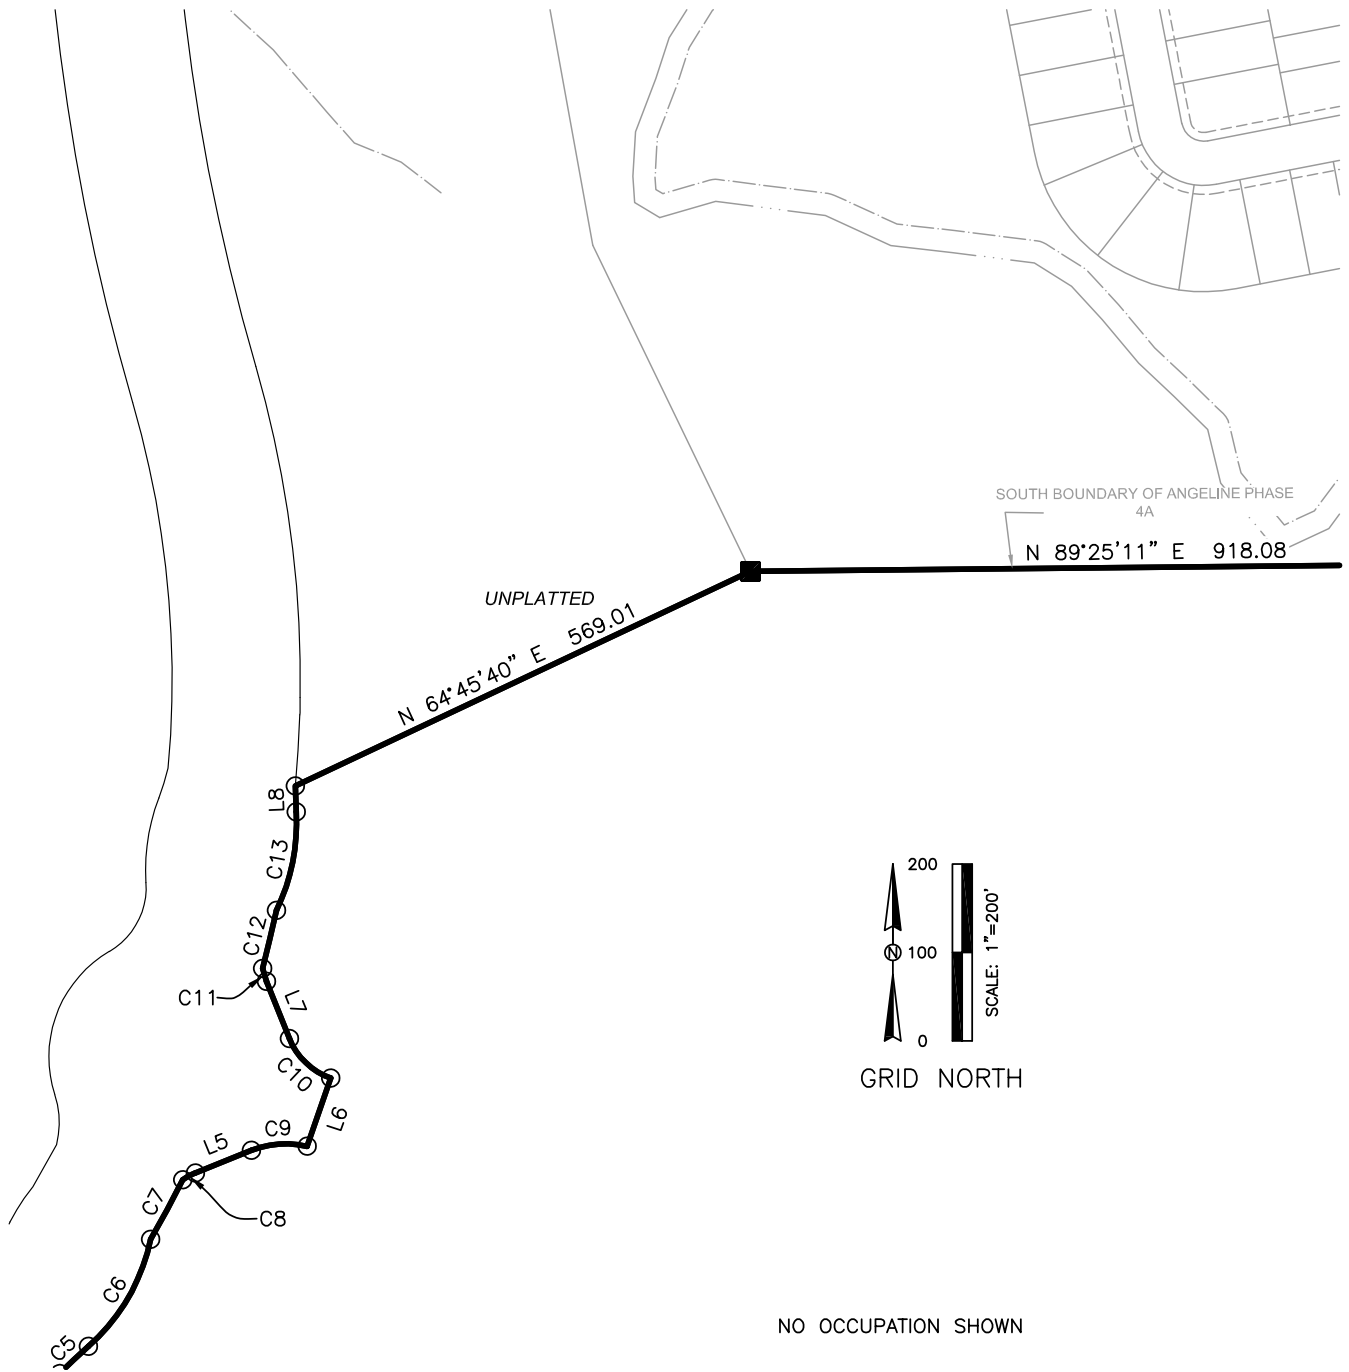 SOUTH BOUNDARY OF ANGELINE PHASE
4A
N 89°25'11" E 918.08
UNPLATTED
N 64°45'40" E 569.01
L8
C13
C12
C11
L7
C10
L6
C9
L5
C8
C7
C6
C5
200
100
0
N
SCALE: 1"=200'
GRID NORTH
NO OCCUPATION SHOWN